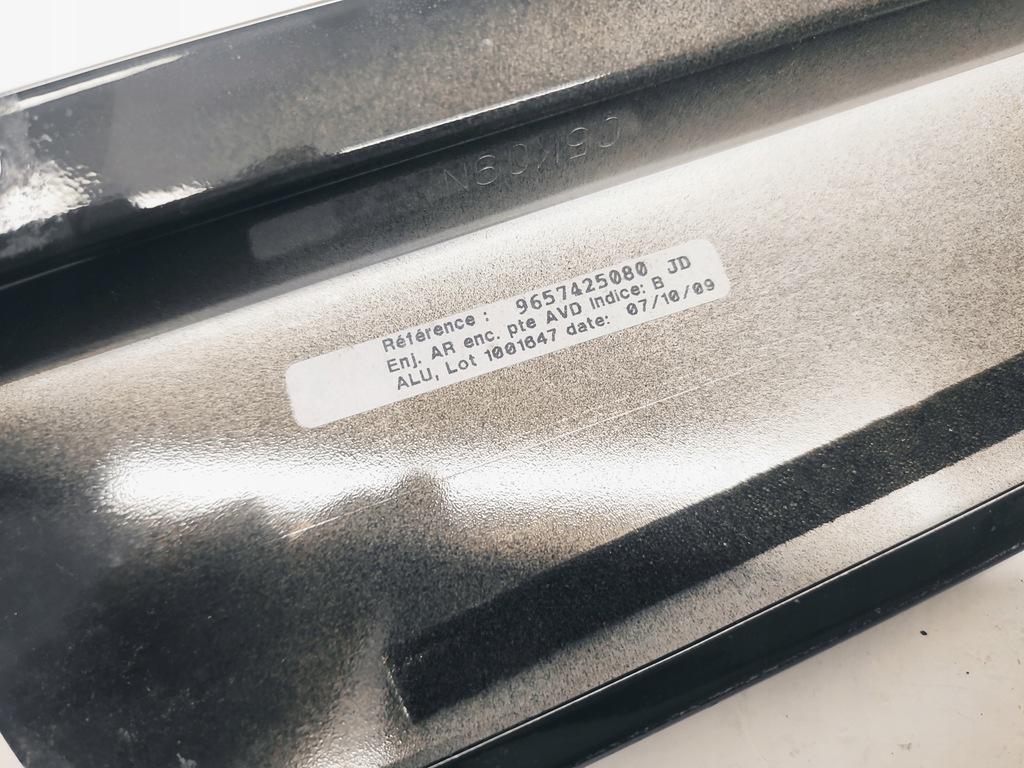 Référence : 9657425080 JD
Enj. AR enc. pte AVD Indice: B
ALU, Lot 1001647 date: 07/10/09